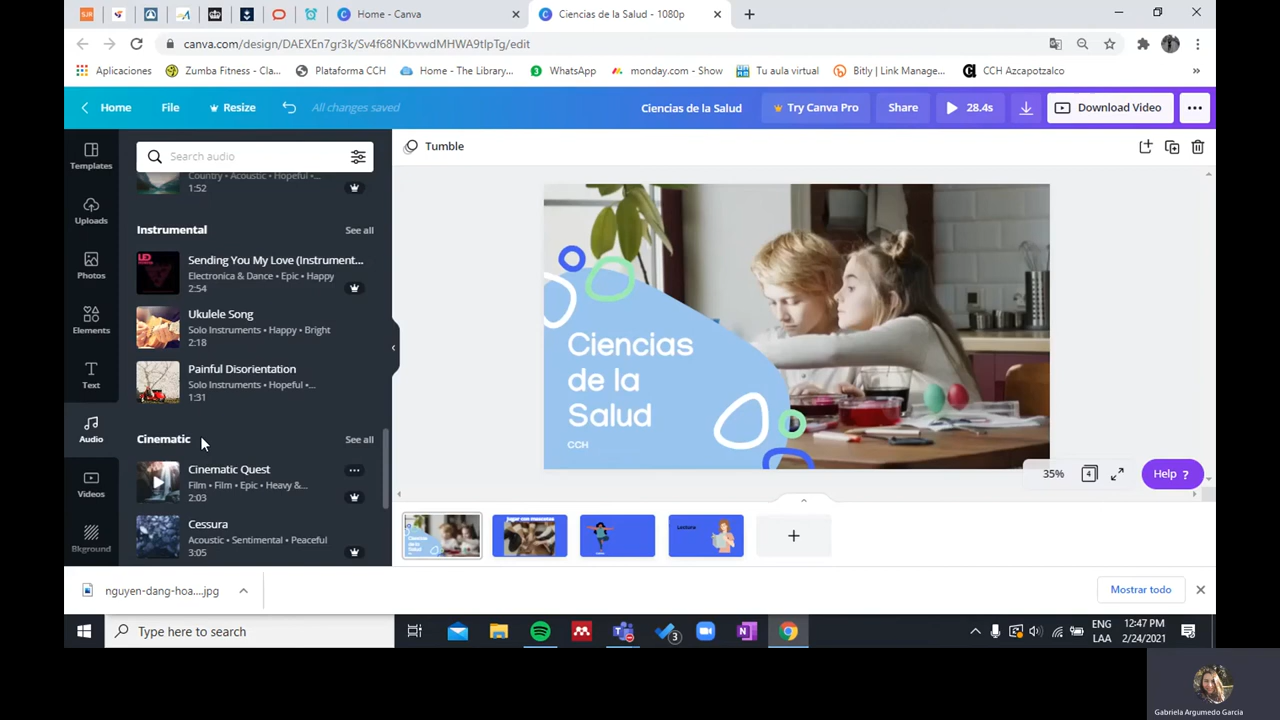 Home - Canva
Ciencias de la Salud - 1080p
canva.com/design/DAEXEn7gr3k/Sv4f68NKbvwdMHWA9tlpTg/edit
Aplicaciones
Zumba Fitness - Cla...
Plataforma CCH
Home - The Library...
3
WhatsApp
monday.com - Show
Tu aula virtual
Bitly | Link Manage...
CCH Azcapotzalco
Home
File
Resize
All changes saved
Ciencias de la Salud
Try Canva Pro
Share
28.4s
Download Video
Templates
Uploads
Photos
Elements
Text
Audio
Videos
Bkground
Search audio
Country • Acoustic • Hopeful •...
1:52
Instrumental
See all
Sending You My Love (Instrument...
Electronica & Dance • Epic • Happy
2:54
Ukulele Song
Solo Instruments • Happy • Bright
2:18
Painful Disorientation
Solo Instruments • Hopeful •...
1:31
Cinematic
See all
Cinematic Quest
Film • Film • Epic • Heavy &...
2:03
Cessura
Acoustic • Sentimental • Peaceful
3:05
Tumble
Ciencias
de la
Salud
CCH
35%
4
Help ?
nguyen-dang-hoa....jpg
Mostrar todo
Type here to search
3
ENG
LAA
12:47 PM
2/24/2021
Gabriela Argumedo Garcia